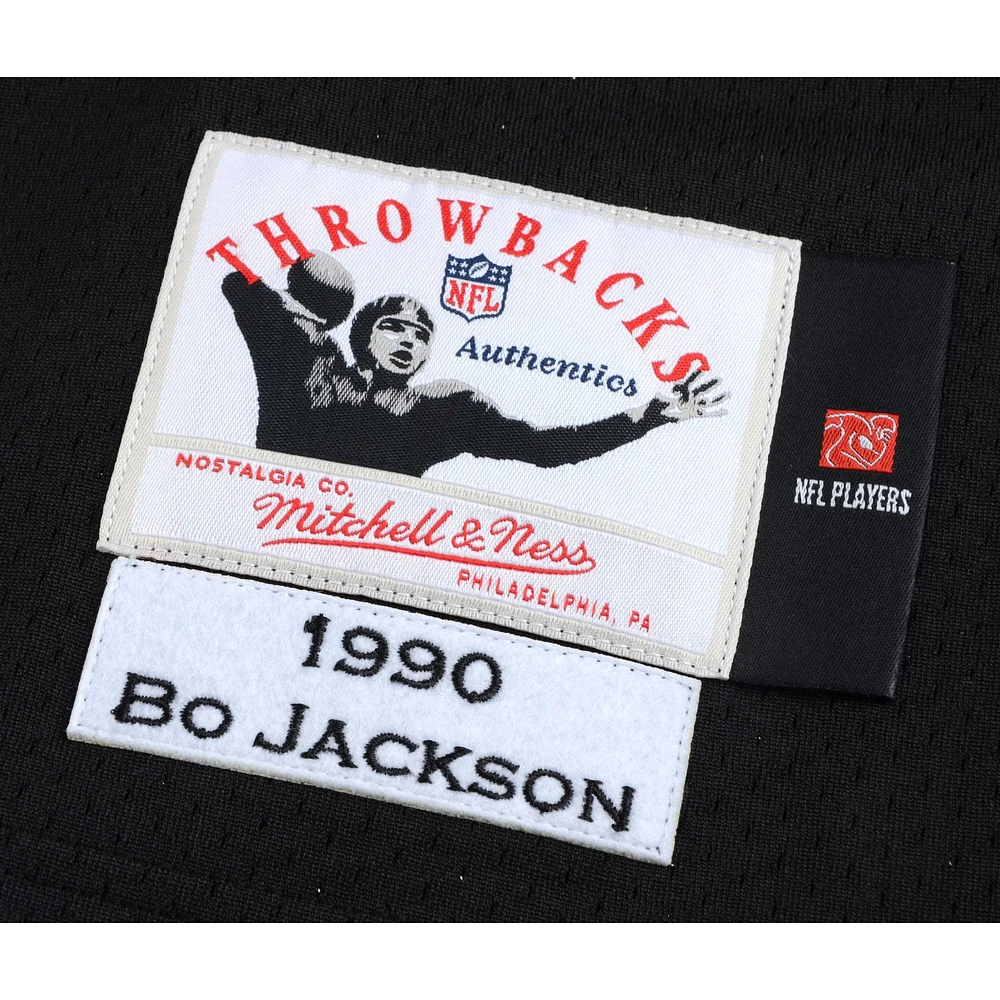 THROWBACKS
NFL
Authentics
NOSTALGIA CO.
Mitchell & Ness
PHILADELPHIA, PA
NFL PLAYERS
1990
BO JACKSON